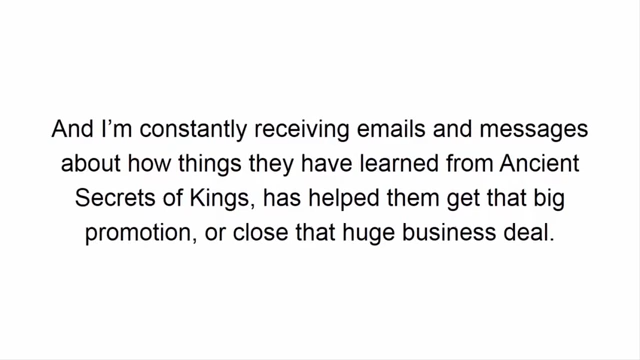 And I’m constantly receiving emails and messages
about how things they have learned from Ancient
Secrets of Kings, has helped them get that big
promotion, or close that huge business deal.